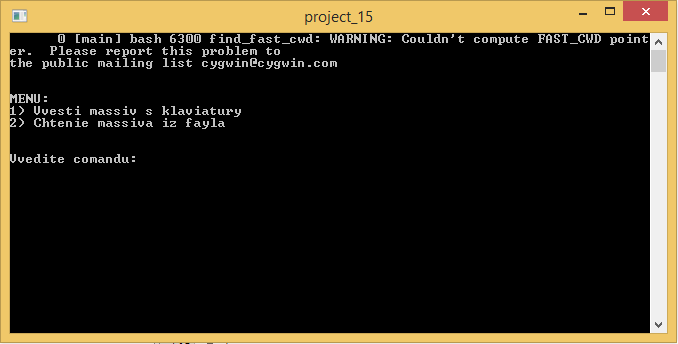 project_15
0 [main] bash 6300 find_fast_cwd: WARNING: Couldn't compute FAST_CWD point
er.  Please report this problem to
the public mailing list cygwin@cygwin.com
MENU:
1) Vvesti massiv s klaviatury
2) Chtenie massiva iz fayla
Vvedite comandu: